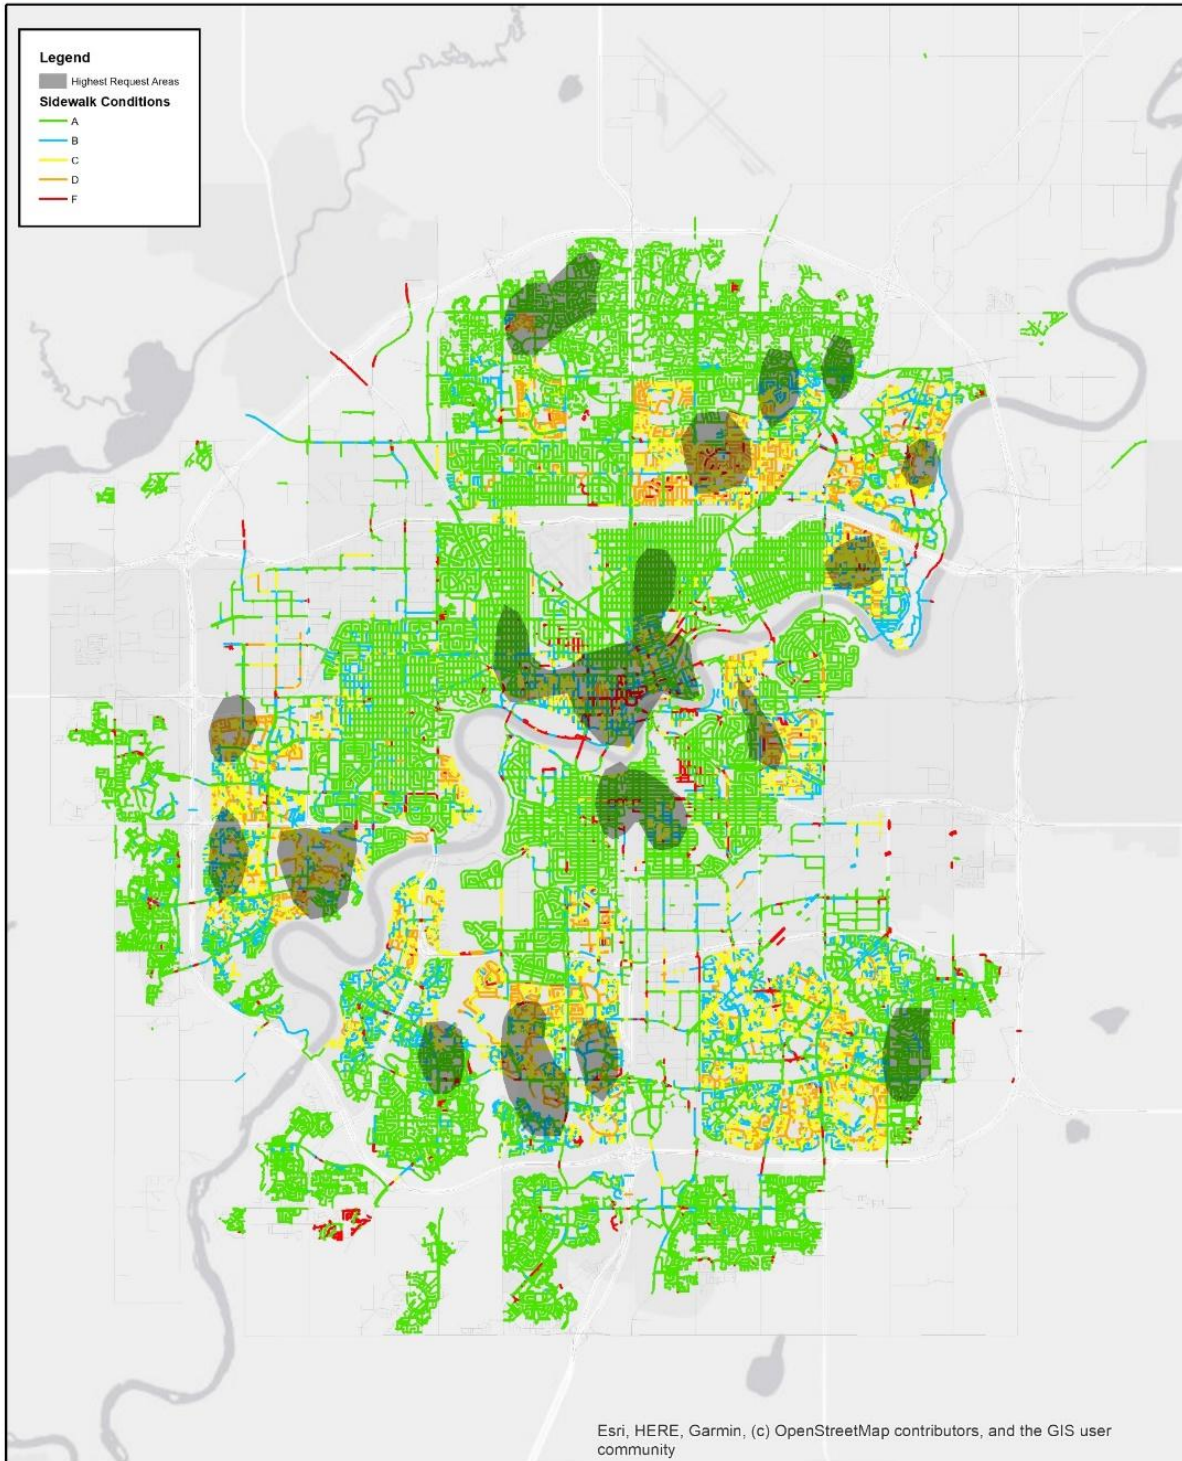 Legend
Highest Request Areas
Sidewalk Conditions
A
B
C
D
F
Esri, HERE, Garmin, (c) OpenStreetMap contributors, and the GIS user
community